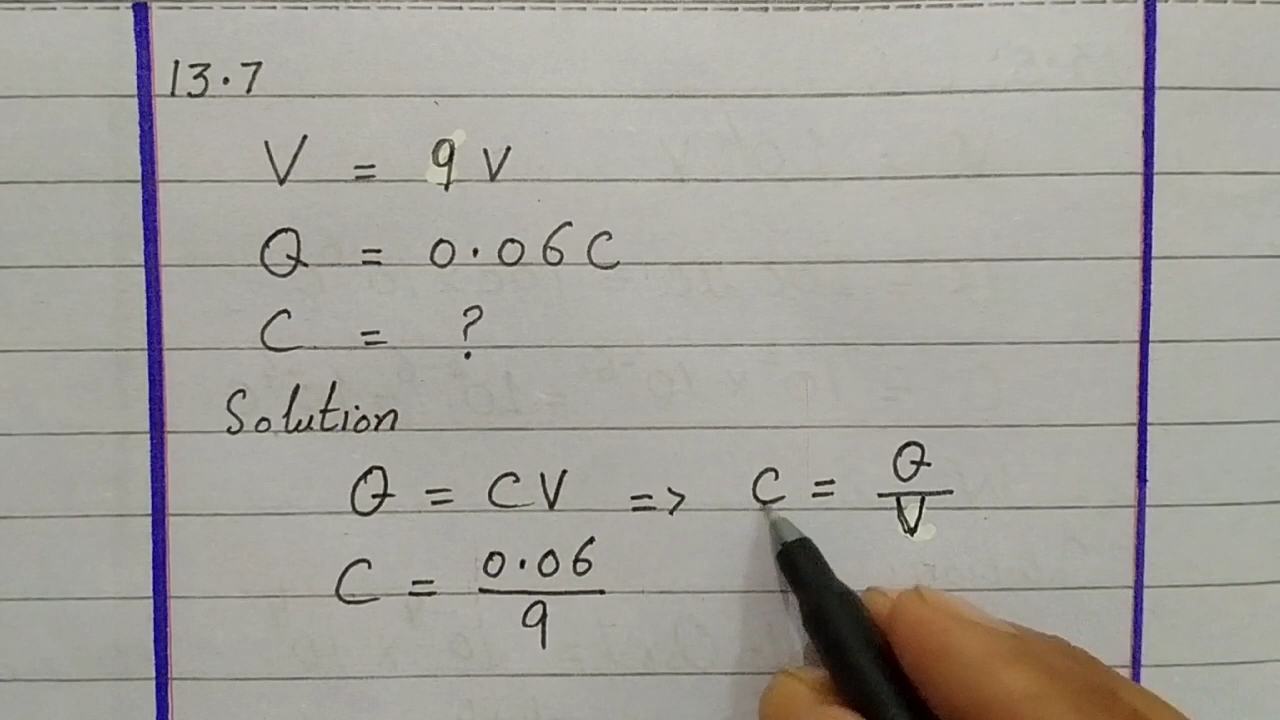 13.7
V = 9 V
Q = 0.06 C
C = ?
Solution
Q = CV => C = Q/V
C = 0.06/9